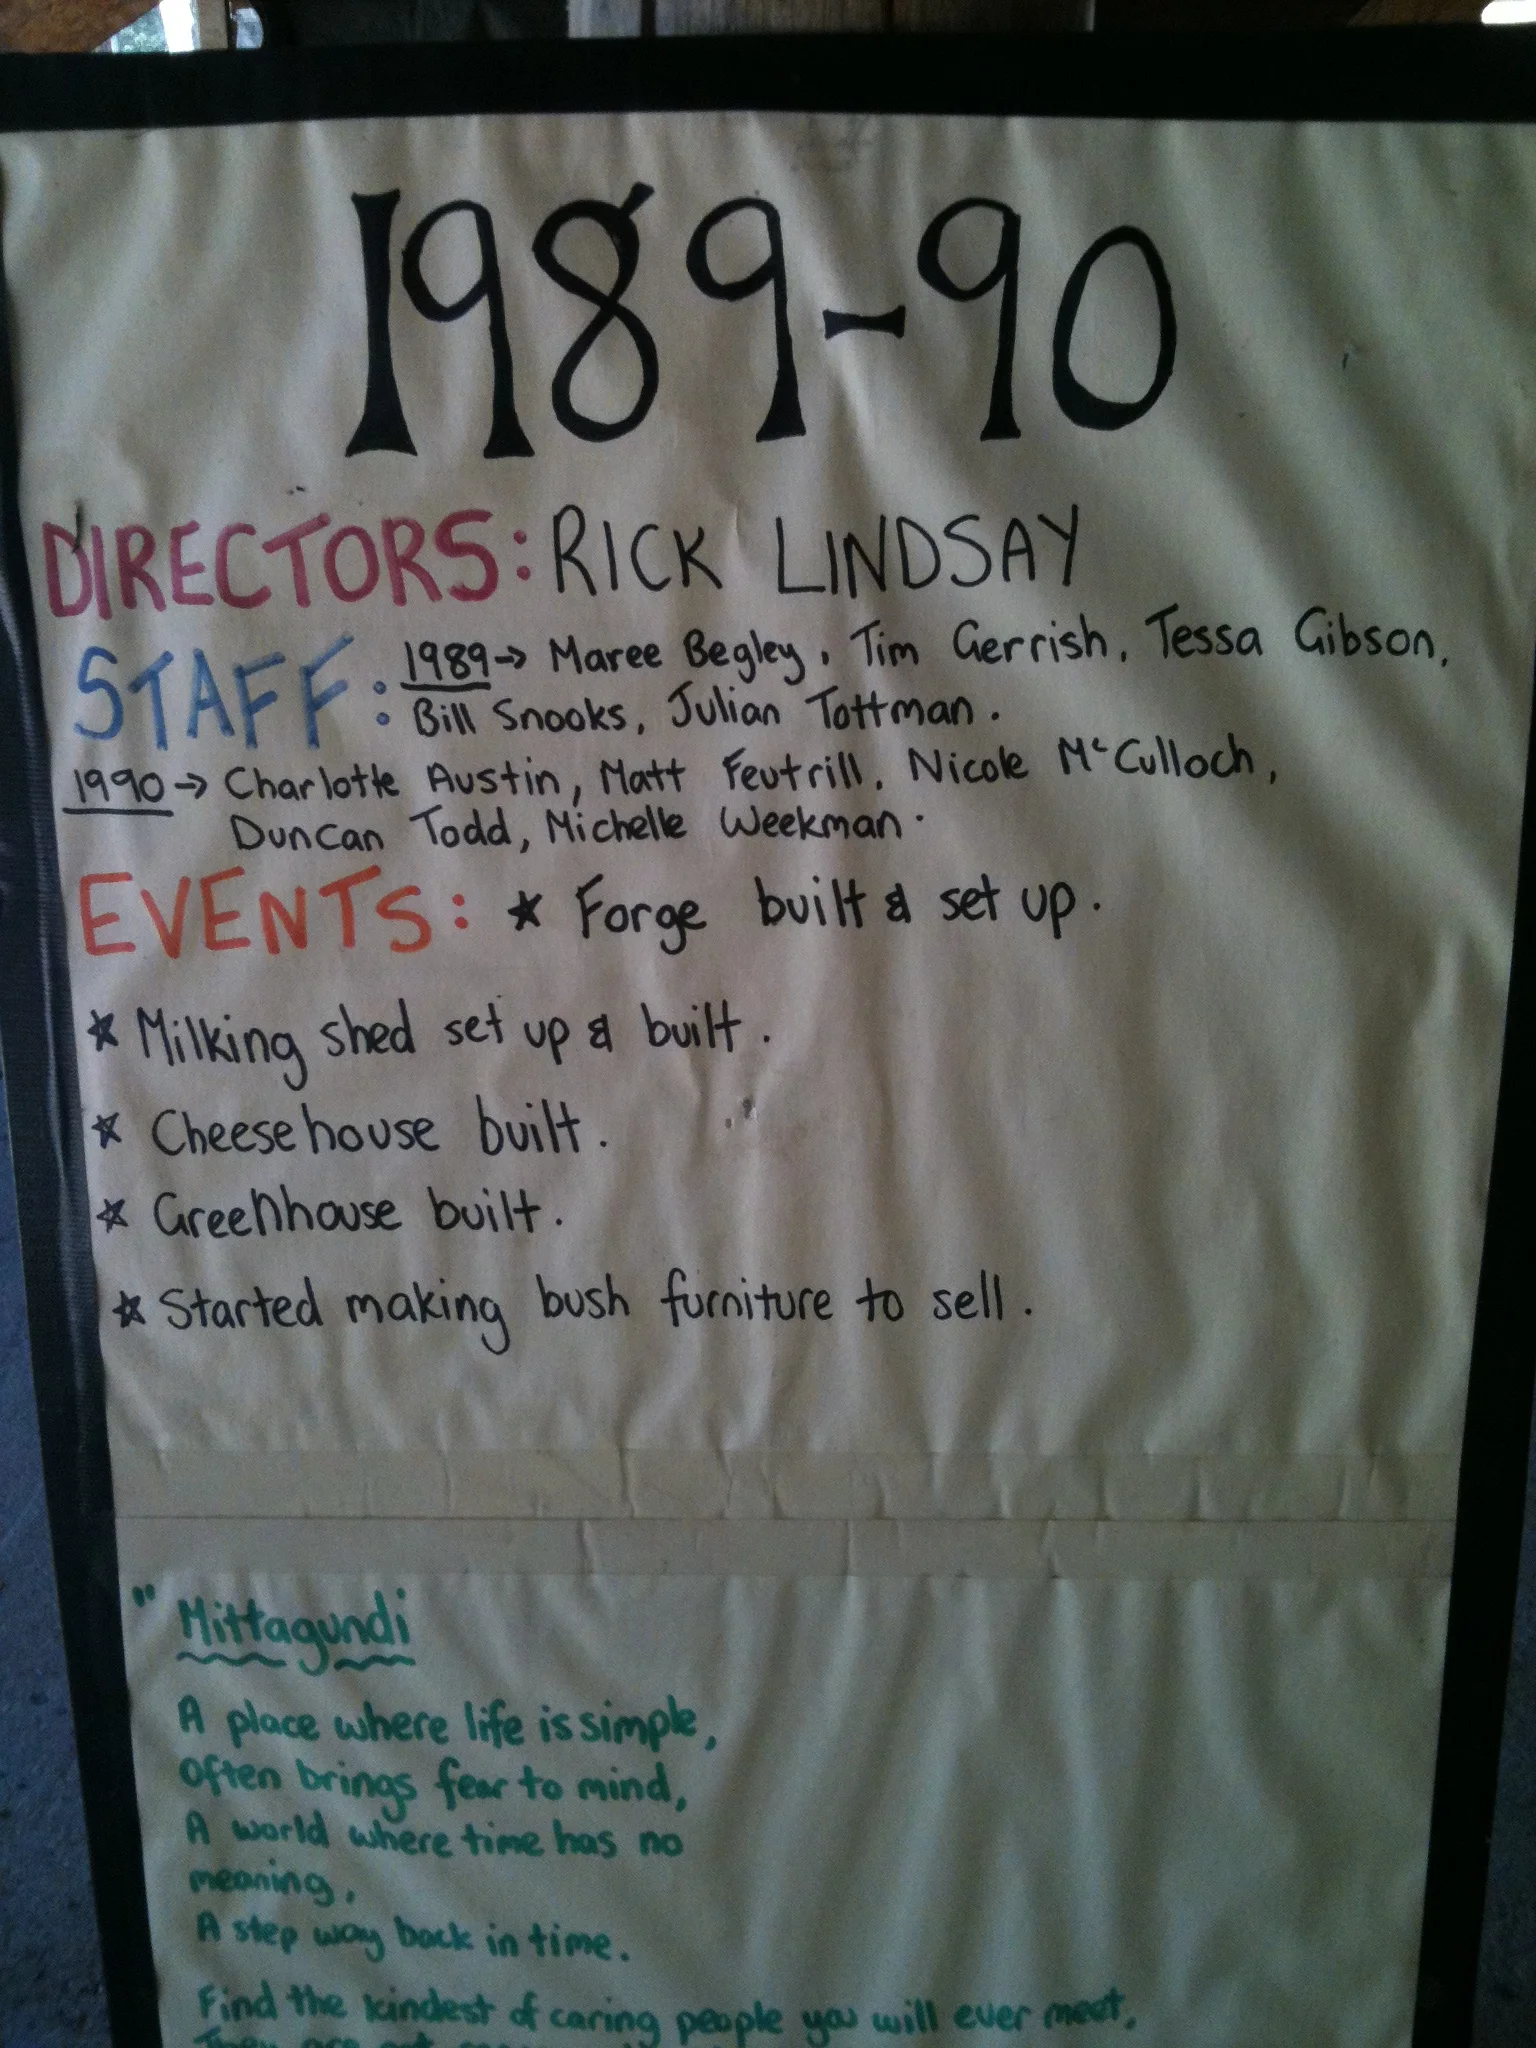 1989-90
DIRECTORS: RICK LINDSAY
STAFF: 1989→ Maree Begley, Tim Gerrish, Tessa Gibson,
Bill Snooks, Julian Tottman.
1990→ Charlotte Austin, Matt Feutrill, Nicole McCulloch,
Duncan Todd, Michelle Weekman.
EVENTS: ★ Forge built & set up.
★ Milking shed set up & built.
★ Cheesehouse built.
★ Greenhouse built.
★ Started making bush furniture to sell.
" Mittagundi
A place where life is simple,
Often brings fear to mind,
A world where time has no
meaning,
A step way back in time.
Find the kindest of caring people you will ever meet,
They are not